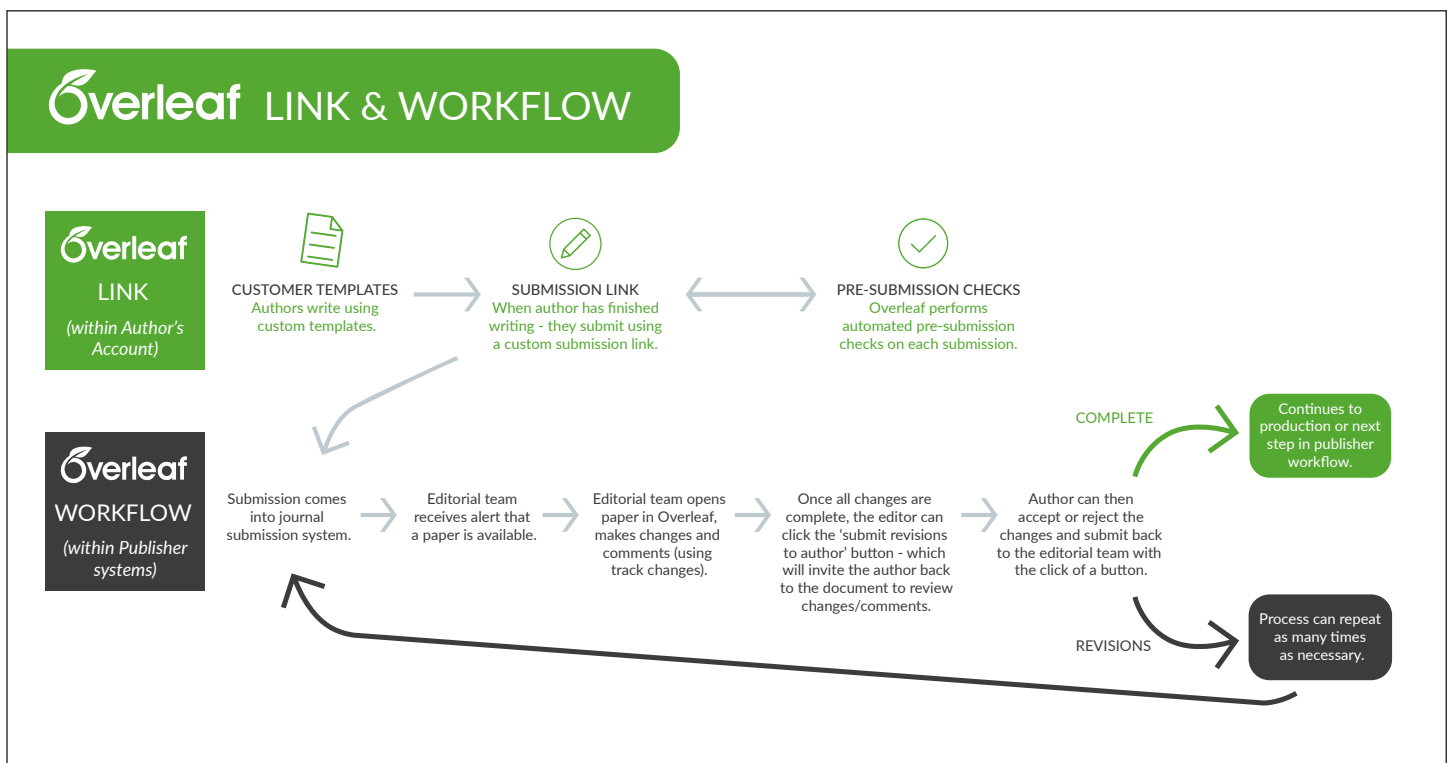 Overleaf LINK & WORKFLOW
Overleaf
LINK
(within Author's
Account)
CUSTOMER TEMPLATES
Authors write using
custom templates.
SUBMISSION LINK
When author has finished
writing - they submit using
a custom submission link.
PRE-SUBMISSION CHECKS
Overleaf performs
automated pre-submission
checks on each submission.
Overleaf
WORKFLOW
(within Publisher
systems)
Submission comes
into journal
submission system.
Editorial team
receives alert that
a paper is available.
Editorial team opens
paper in Overleaf,
makes changes and
comments (using
track changes).
Once all changes are
complete, the editor can
click the ‘submit revisions
to author’ button - which
will invite the author back
to the document to review
changes/comments.
Author can then
accept or reject the
changes and submit back
to the editorial team with
the click of a button.
COMPLETE
Continues to
production or next
step in publisher
workflow.
REVISIONS
Process can repeat
as many times
as necessary.